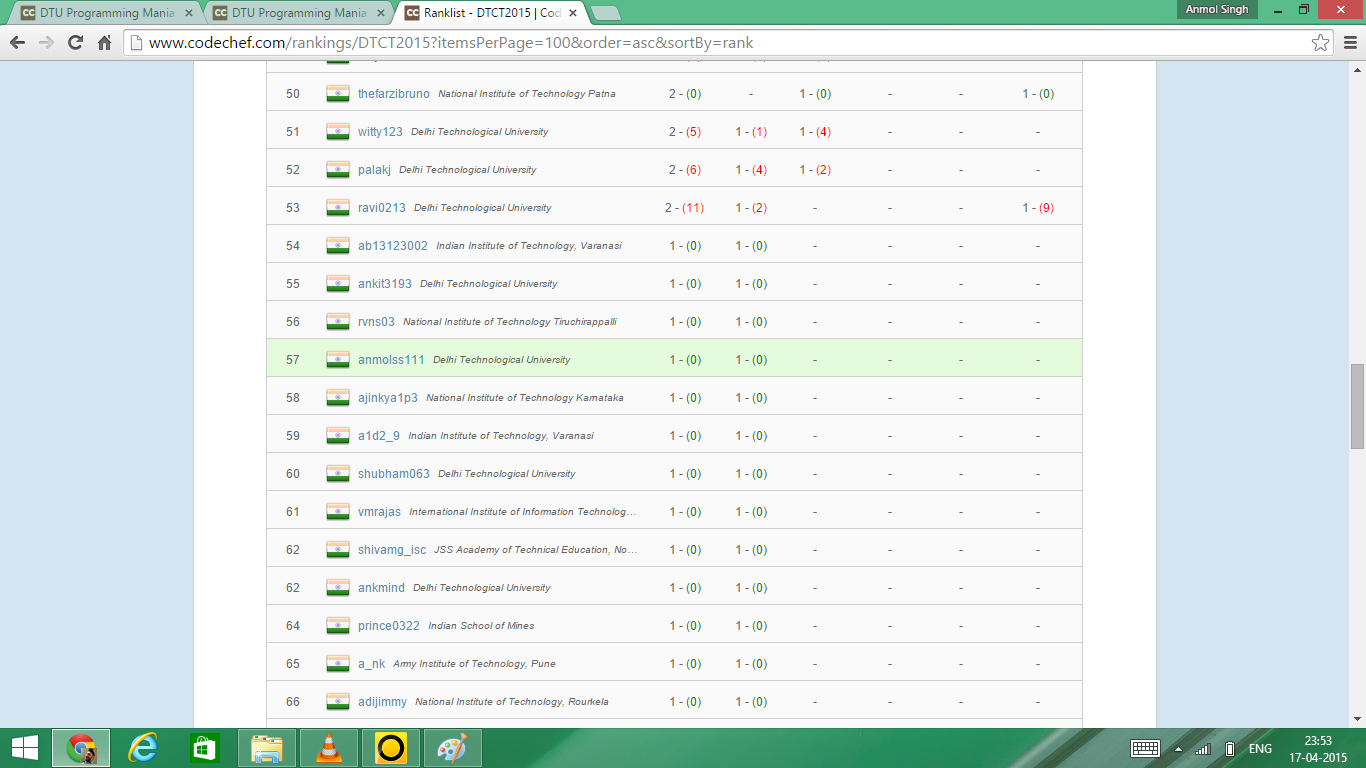 DTU Programming Mania
DTU Programming Mania
Ranklist - DTCT2015 | Cod
Anmol Singh
www.codechef.com/rankings/DTCT2015?itemsPerPage=100&order=asc&sortBy=rank
50 thefarzibruno National Institute of Technology Patna 2 - (0) - 1 - (0) - - 1 - (0)
51 witty123 Delhi Technological University 2 - (5) 1 - (1) 1 - (4) - - -
52 palakj Delhi Technological University 2 - (6) 1 - (4) 1 - (2) - - -
53 ravi0213 Delhi Technological University 2 - (11) 1 - (2) - - - 1 - (9)
54 ab13123002 Indian Institute of Technology, Varanasi 1 - (0) 1 - (0) - - - -
55 ankit3193 Delhi Technological University 1 - (0) 1 - (0) - - - -
56 rvns03 National Institute of Technology Tiruchirappalli 1 - (0) 1 - (0) - - - -
57 anmolss111 Delhi Technological University 1 - (0) 1 - (0) - - - -
58 ajinkya1p3 National Institute of Technology Karnataka 1 - (0) 1 - (0) - - - -
59 a1d2_9 Indian Institute of Technology, Varanasi 1 - (0) 1 - (0) - - - -
60 shubham063 Delhi Technological University 1 - (0) 1 - (0) - - - -
61 vmrajas International Institute of Information Technolog... 1 - (0) 1 - (0) - - - -
62 shivamg_isc JSS Academy of Technical Education, No... 1 - (0) 1 - (0) - - - -
62 ankmind Delhi Technological University 1 - (0) 1 - (0) - - - -
64 prince0322 Indian School of Mines 1 - (0) 1 - (0) - - - -
65 a_nk Army Institute of Technology, Pune 1 - (0) 1 - (0) - - - -
66 adijimmy National Institute of Technology, Rourkela 1 - (0) 1 - (0) - - - -
ENG
23:53
17-04-2015